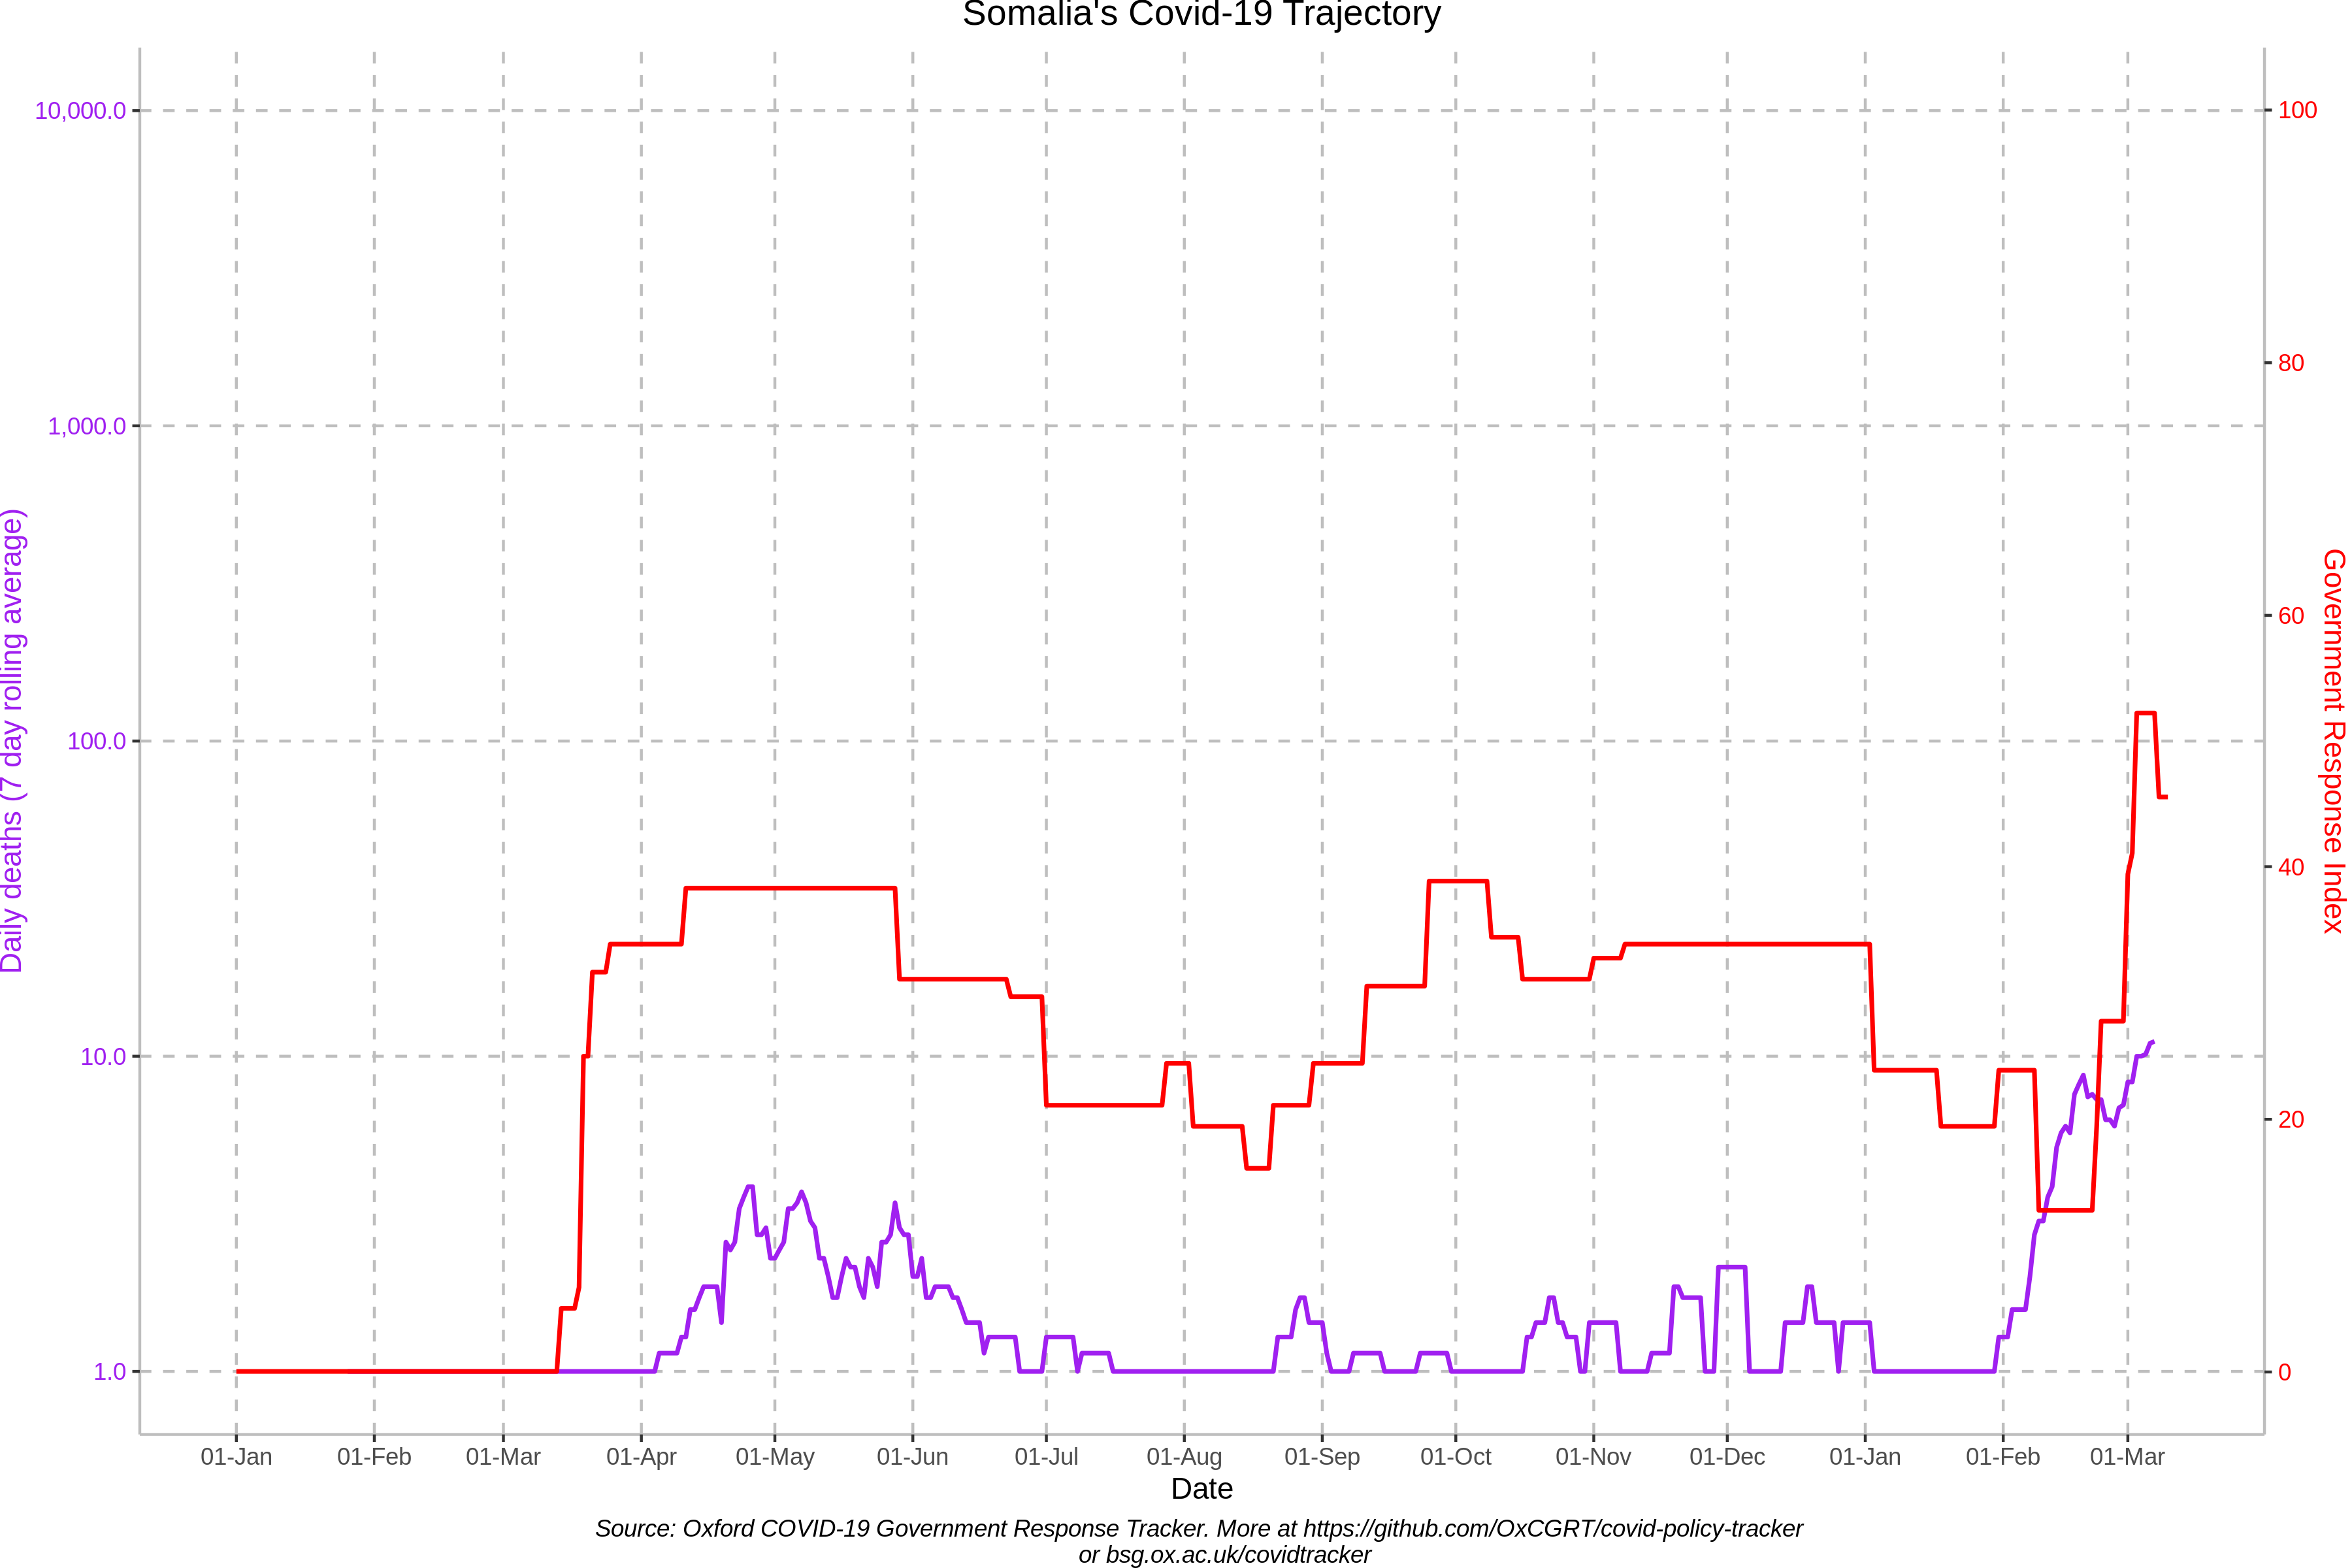 Somalia's Covid-19 Trajectory
10,000.0
1,000.0
100.0
10.0
1.0
Daily deaths (7 day rolling average)
100
80
60
40
20
0
Government Response Index
01-Jan 01-Feb 01-Mar 01-Apr 01-May 01-Jun 01-Jul 01-Aug 01-Sep 01-Oct 01-Nov 01-Dec 01-Jan 01-Feb 01-Mar
Date
Source: Oxford COVID-19 Government Response Tracker. More at https://github.com/OxCGRT/covid-policy-tracker
or bsg.ox.ac.uk/covidtracker